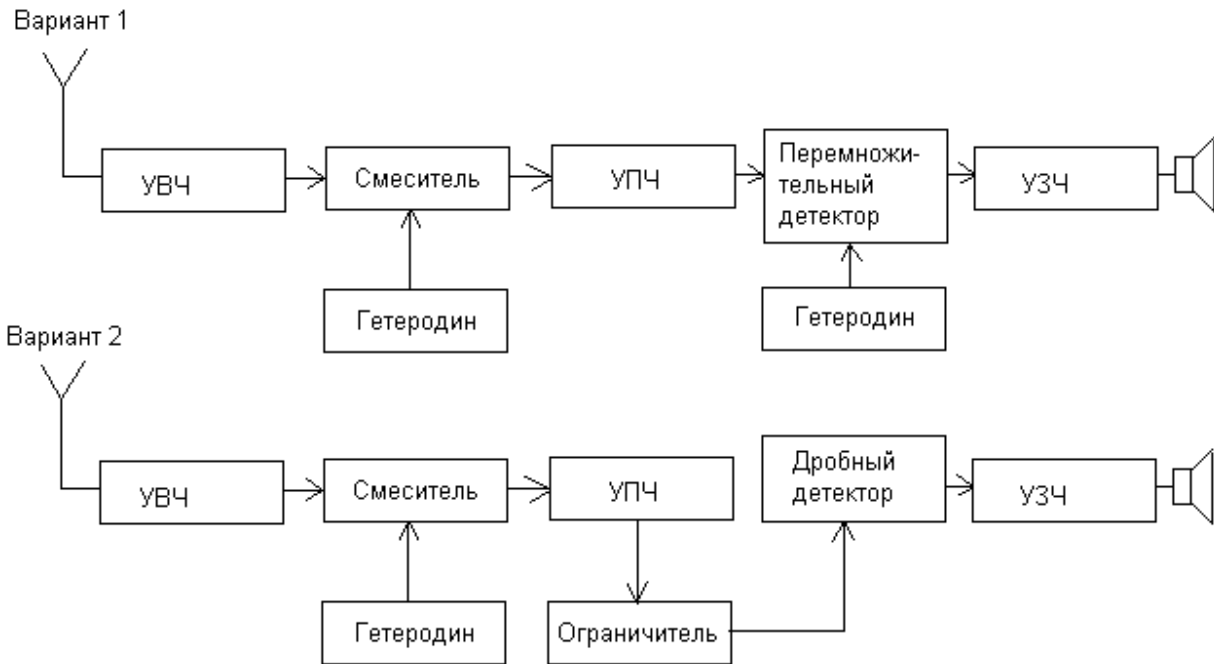 Вариант 1
УВЧ
Смеситель
УПЧ
Перемножи-
тельный
детектор
УЗЧ
Гетеродин
Гетеродин
Вариант 2
УВЧ
Смеситель
УПЧ
Дробный
детектор
УЗЧ
Гетеродин
Ограничитель